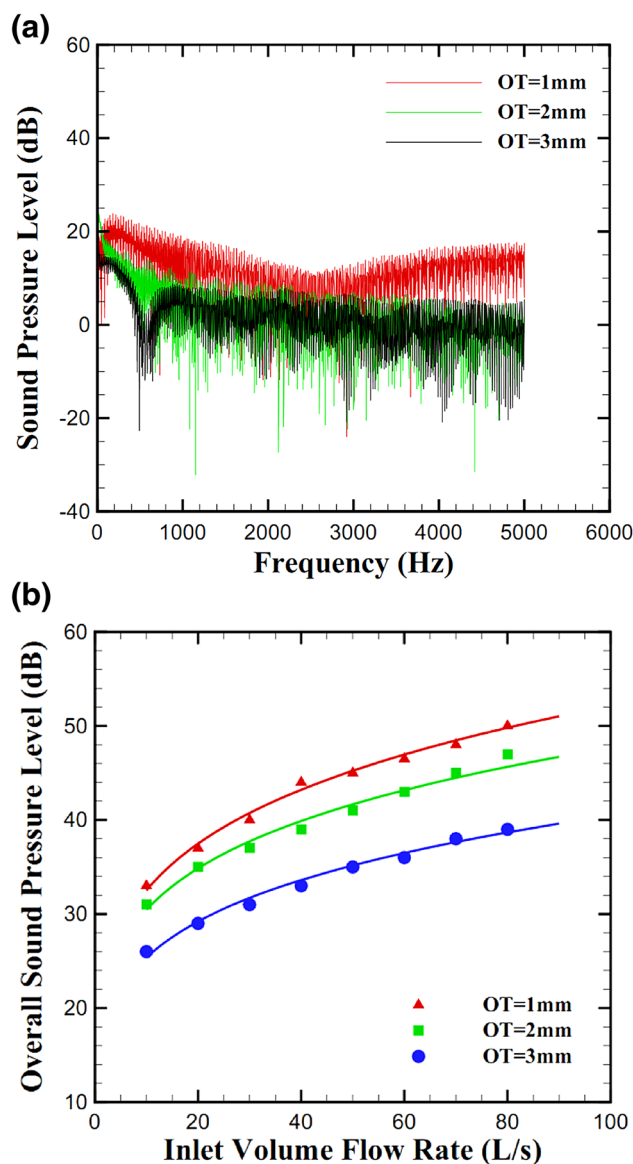 (a)
60
40
20
0
-20
-40
Sound Pressure Level (dB)
OT=1mm
OT=2mm
OT=3mm
0 1000 2000 3000 4000 5000 6000
Frequency (Hz)
(b)
60
50
40
30
20
10
Overall Sound Pressure Level (dB)
OT=1mm
OT=2mm
OT=3mm
0 20 40 60 80 100
Inlet Volume Flow Rate (L/s)